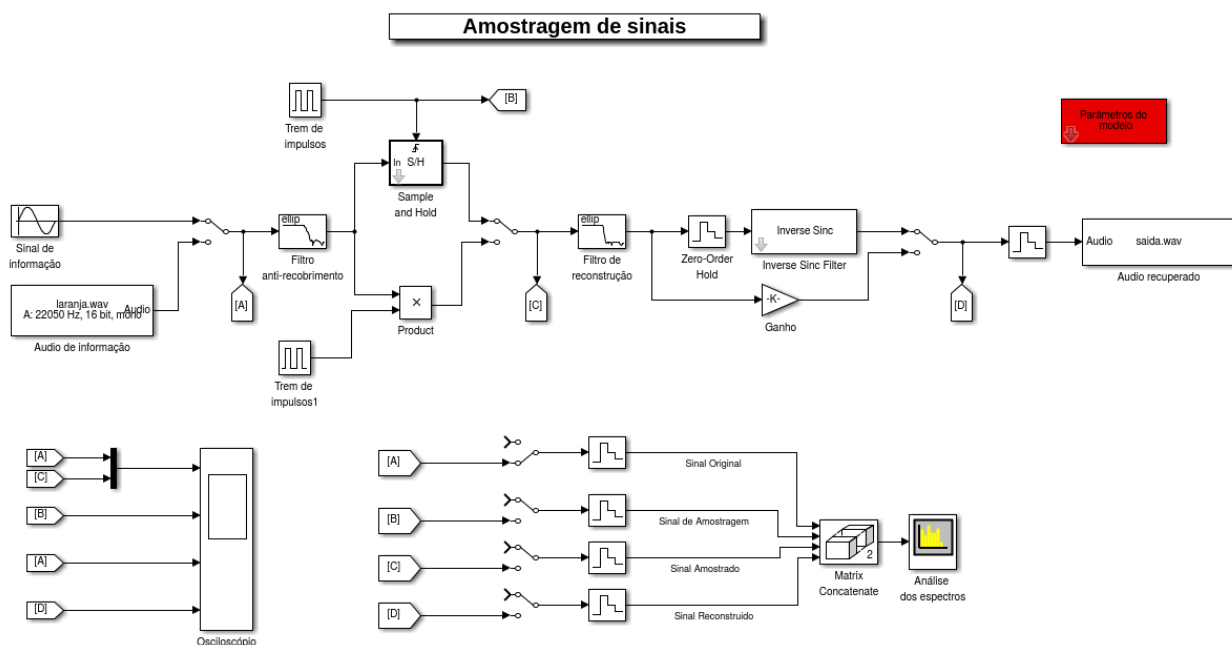 Amostragem de sinais
Trem de
impulsos
[B]
Parâmetros do
modelo
In
S/H
Sample
and Hold
Sinal de
informação
ellip
Filtro
anti-recobrimento
ellip
Filtro de
reconstrução
Zero-Order
Hold
Inverse Sinc
Inverse Sinc Filter
Audio
saida.wav
Audio recuperado
laranja.wav
Audio
A: 22050 Hz, 16 bit, mono
Audio de informação
[A]
×
Product
[C]
-K-
Ganho
[D]
Trem de
impulsos1
[A]
[C]
[B]
[A]
[D]
Osciloscópio
[A]
Sinal Original
[B]
Sinal de Amostragem
[C]
Sinal Amostrado
[D]
Sinal Reconstruido
2
Matrix
Concatenate
Análise
dos espectros